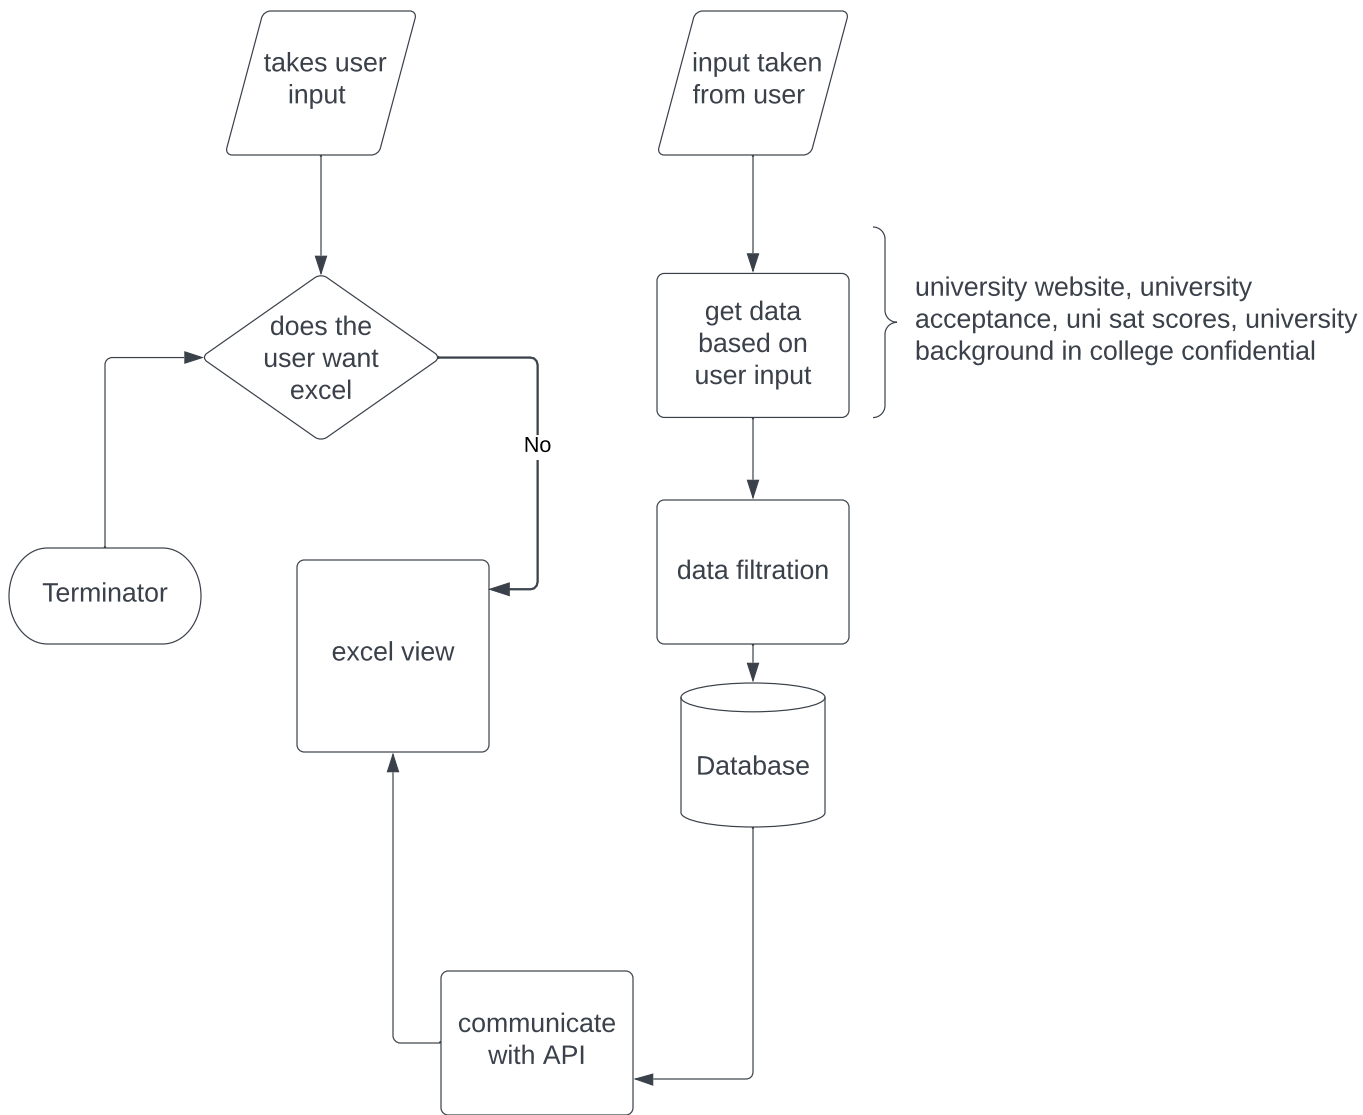 takes user
input
input taken
from user
does the
user want
excel
get data
based on
user input
university website, university
acceptance, uni sat scores, university
background in college confidential
No
Terminator
excel view
data filtration
Database
communicate
with API